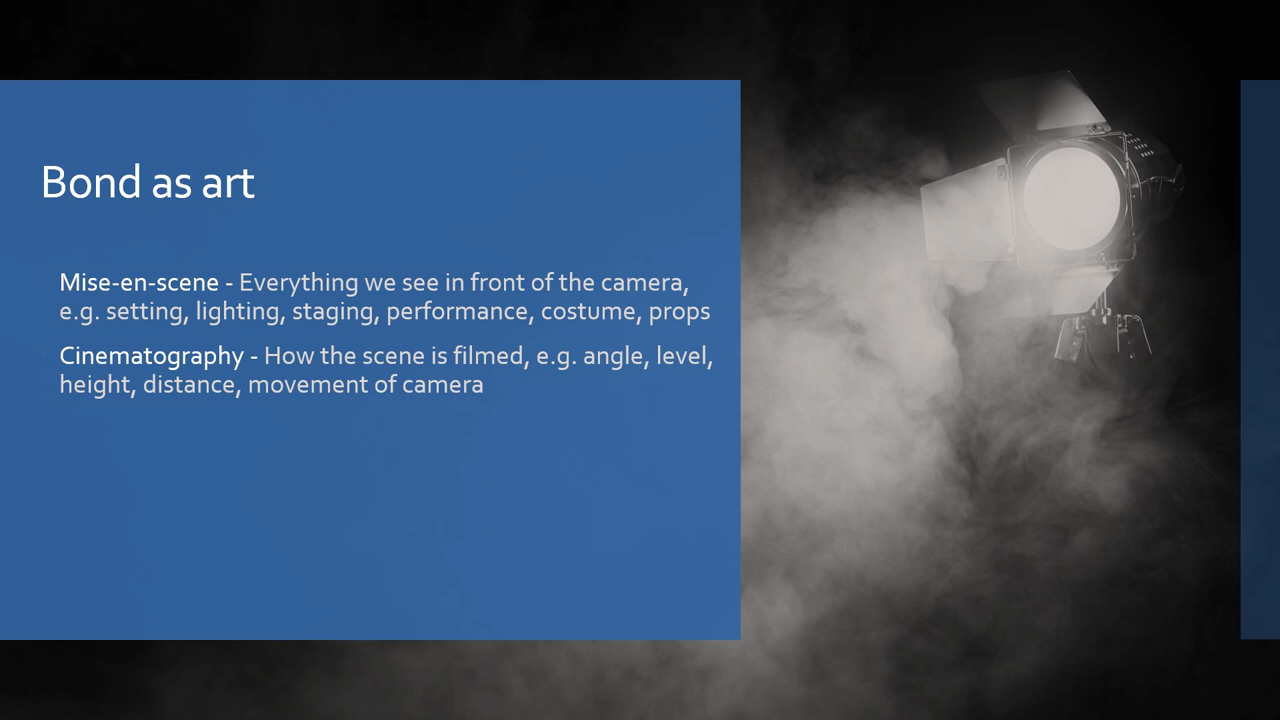 Bond as art
Mise-en-scene - Everything we see in front of the camera,
e.g. setting, lighting, staging, performance, costume, props
Cinematography - How the scene is filmed, e.g. angle, level,
height, distance, movement of camera